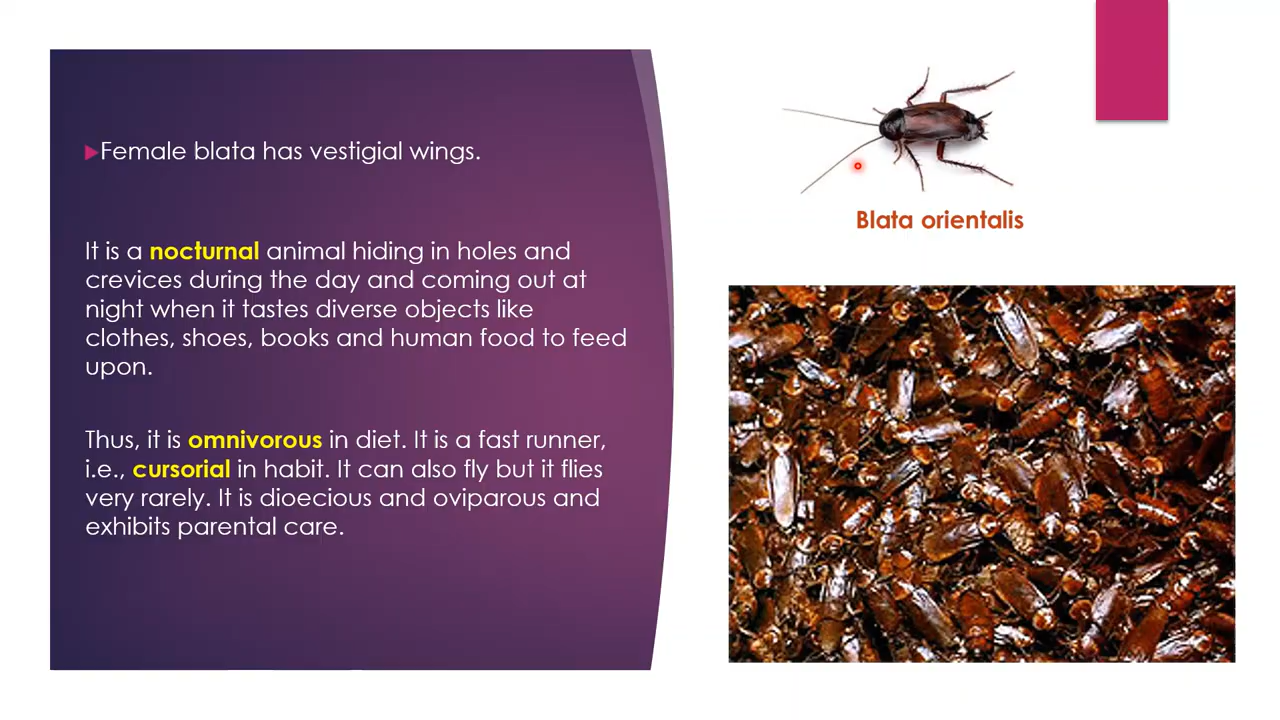 Female blata has vestigial wings.
It is a nocturnal animal hiding in holes and
crevices during the day and coming out at
night when it tastes diverse objects like
clothes, shoes, books and human food to feed
upon.
Thus, it is omnivorous in diet. It is a fast runner,
i.e., cursorial in habit. It can also fly but it flies
very rarely. It is dioecious and oviparous and
exhibits parental care.
Blata orientalis